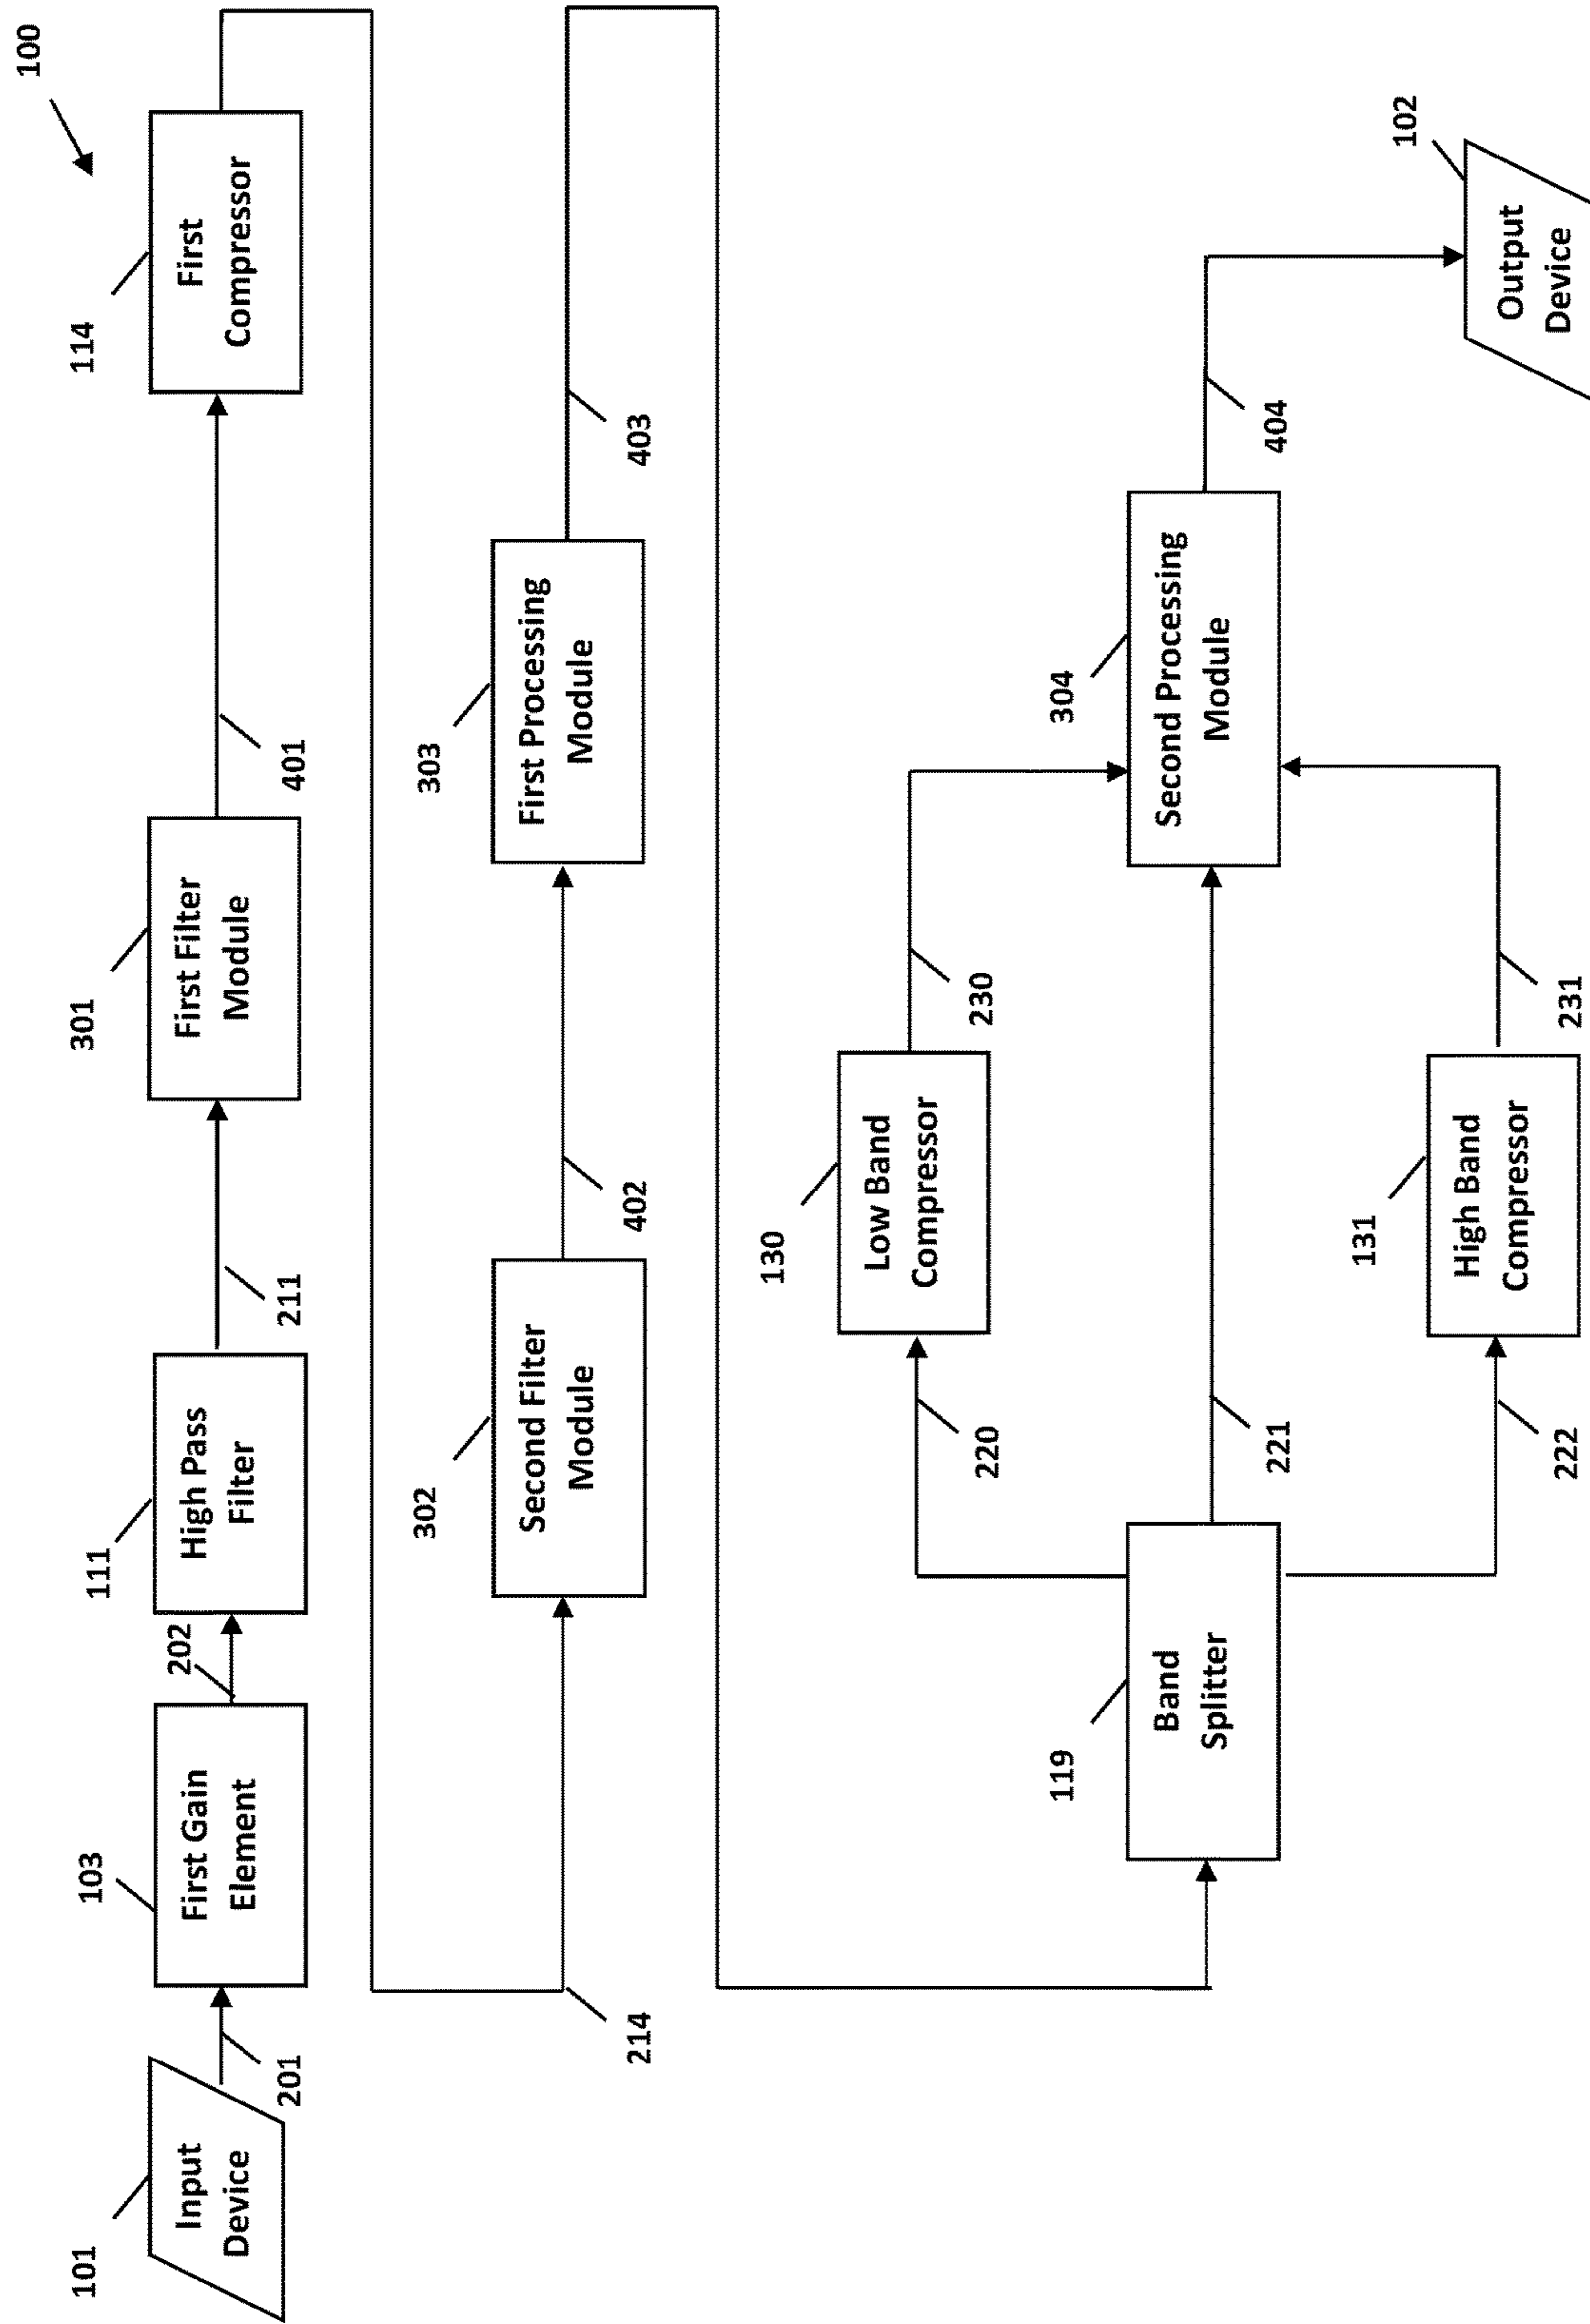 100
101
Input
Device
201
103
First Gain
Element
202
111
High Pass
Filter
211
301
First Filter
Module
401
114
First
Compressor
214
302
Second Filter
Module
402
303
First Processing
Module
403
119
Band
Splitter
220
130
Low Band
Compressor
230
221
222
131
High Band
Compressor
231
304
Second Processing
Module
404
102
Output
Device